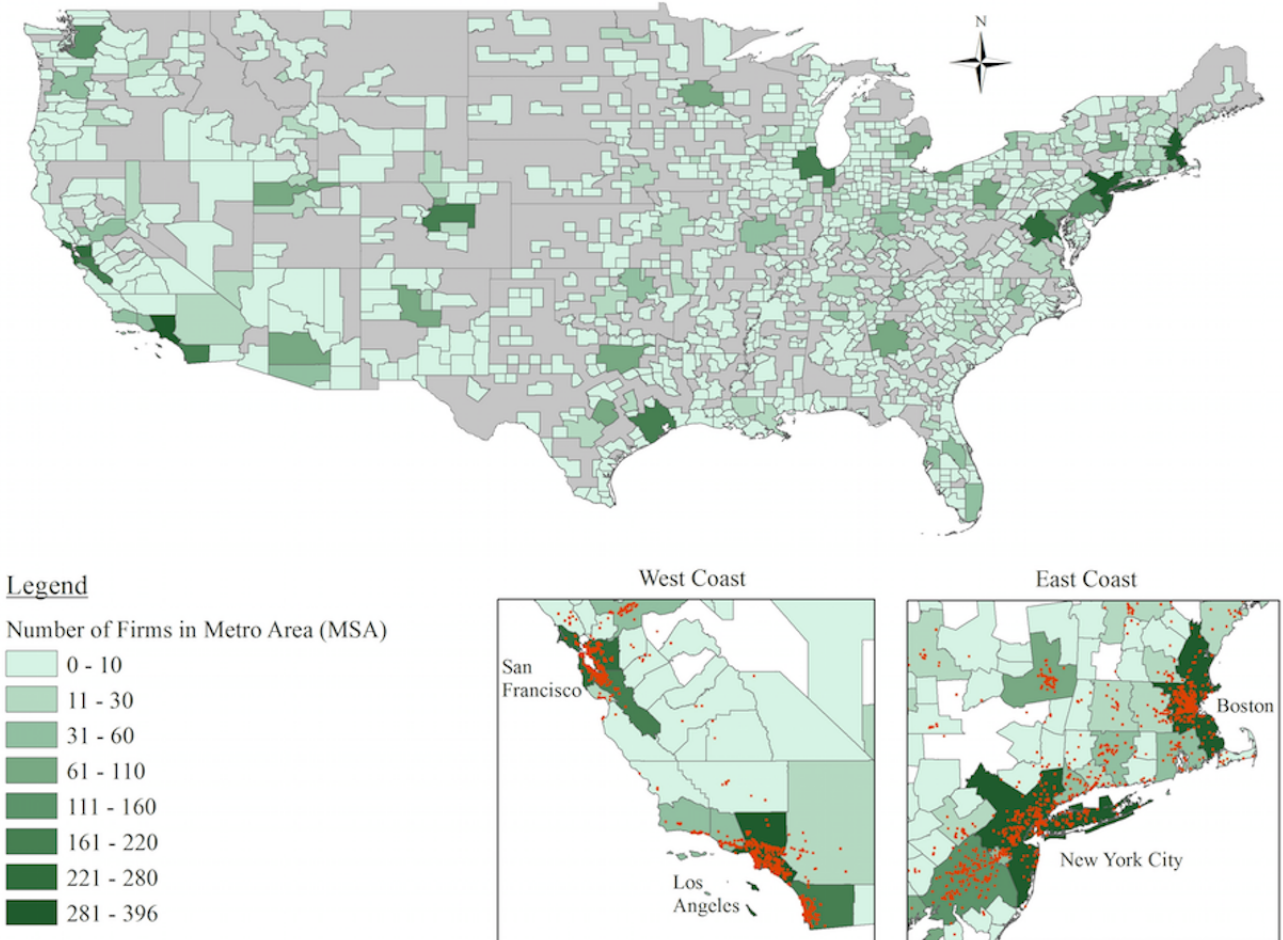 N
Legend
Number of Firms in Metro Area (MSA)
0 - 10
11 - 30
31 - 60
61 - 110
111 - 160
161 - 220
221 - 280
281 - 396
West Coast
San
Francisco
Los
Angeles
East Coast
Boston
New York City